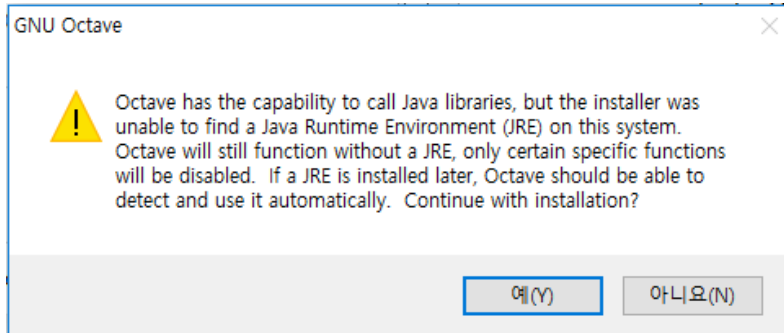 GNU Octave
Octave has the capability to call Java libraries, but the installer was
unable to find a Java Runtime Environment (JRE) on this system.
Octave will still function without a JRE, only certain specific functions
will be disabled.  If a JRE is installed later, Octave should be able to
detect and use it automatically.  Continue with installation?
예(Y)
아니요(N)